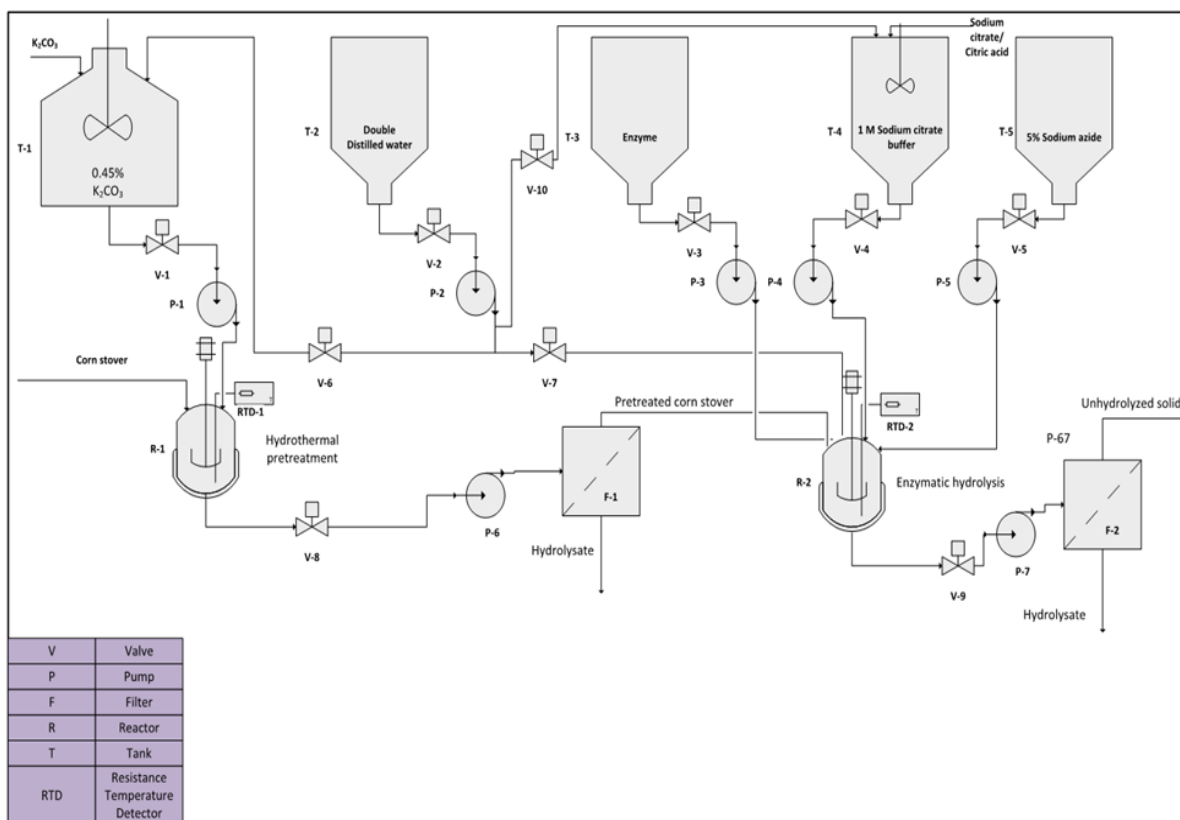 K₂CO₃
T-1
0.45%
K₂CO₃
V-1
P-1
T-2
Double
Distilled water
V-2
P-2
V-10
T-3
Enzyme
V-3
P-3
Sodium
citrate/
Citric acid
T-4
1 M Sodium citrate
buffer
V-4
P-4
T-5
5% Sodium azide
V-5
P-5
V-6
V-7
Corn stover
RTD-1
R-1
Hydrothermal
pretreatment
V-8
P-6
Pretreated corn stover
F-1
Hydrolysate
RTD-2
R-2
Enzymatic hydrolysis
V-9
P-7
Unhydrolyzed solid
P-67
F-2
Hydrolysate
V Valve
P Pump
F Filter
R Reactor
T Tank
RTD Resistance
Temperature
Detector